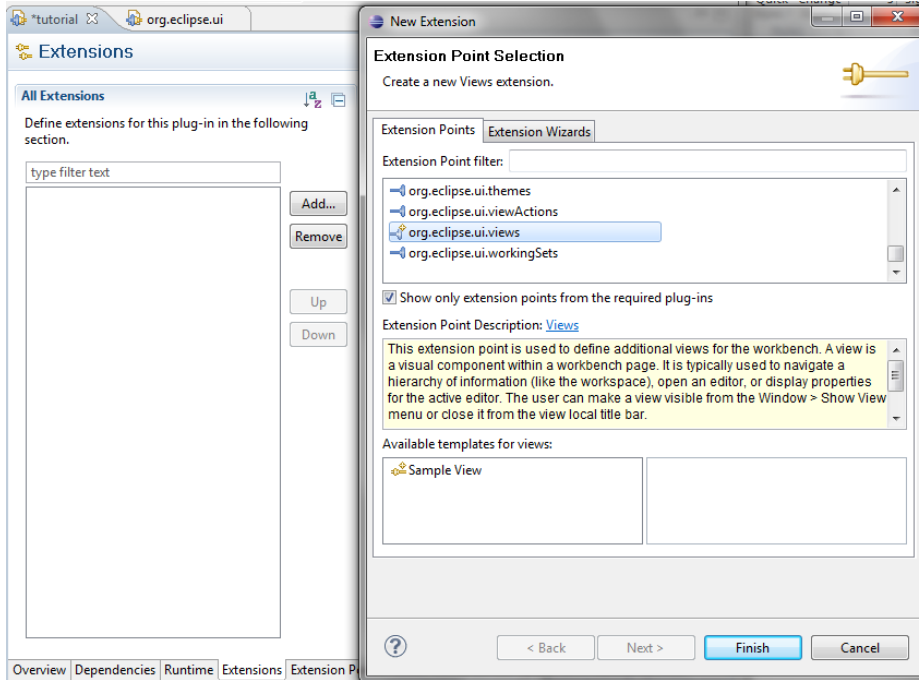 *tutorial
org.eclipse.ui
Extensions
All Extensions
Define extensions for this plug-in in the following
section.
type filter text
Add...
Remove
Up
Down
Overview
Dependencies
Runtime
Extensions
Extension P
New Extension
Extension Point Selection
Create a new Views extension.
Extension Points
Extension Wizards
Extension Point filter:
org.eclipse.ui.themes
org.eclipse.ui.viewActions
org.eclipse.ui.views
org.eclipse.ui.workingSets
Show only extension points from the required plug-ins
Extension Point Description: Views
This extension point is used to define additional views for the workbench. A view is
a visual component within a workbench page. It is typically used to navigate a
hierarchy of information (like the workspace), open an editor, or display properties
for the active editor. The user can make a view visible from the Window > Show View
menu or close it from the view local title bar.
Available templates for views:
Sample View
< Back
Next >
Finish
Cancel